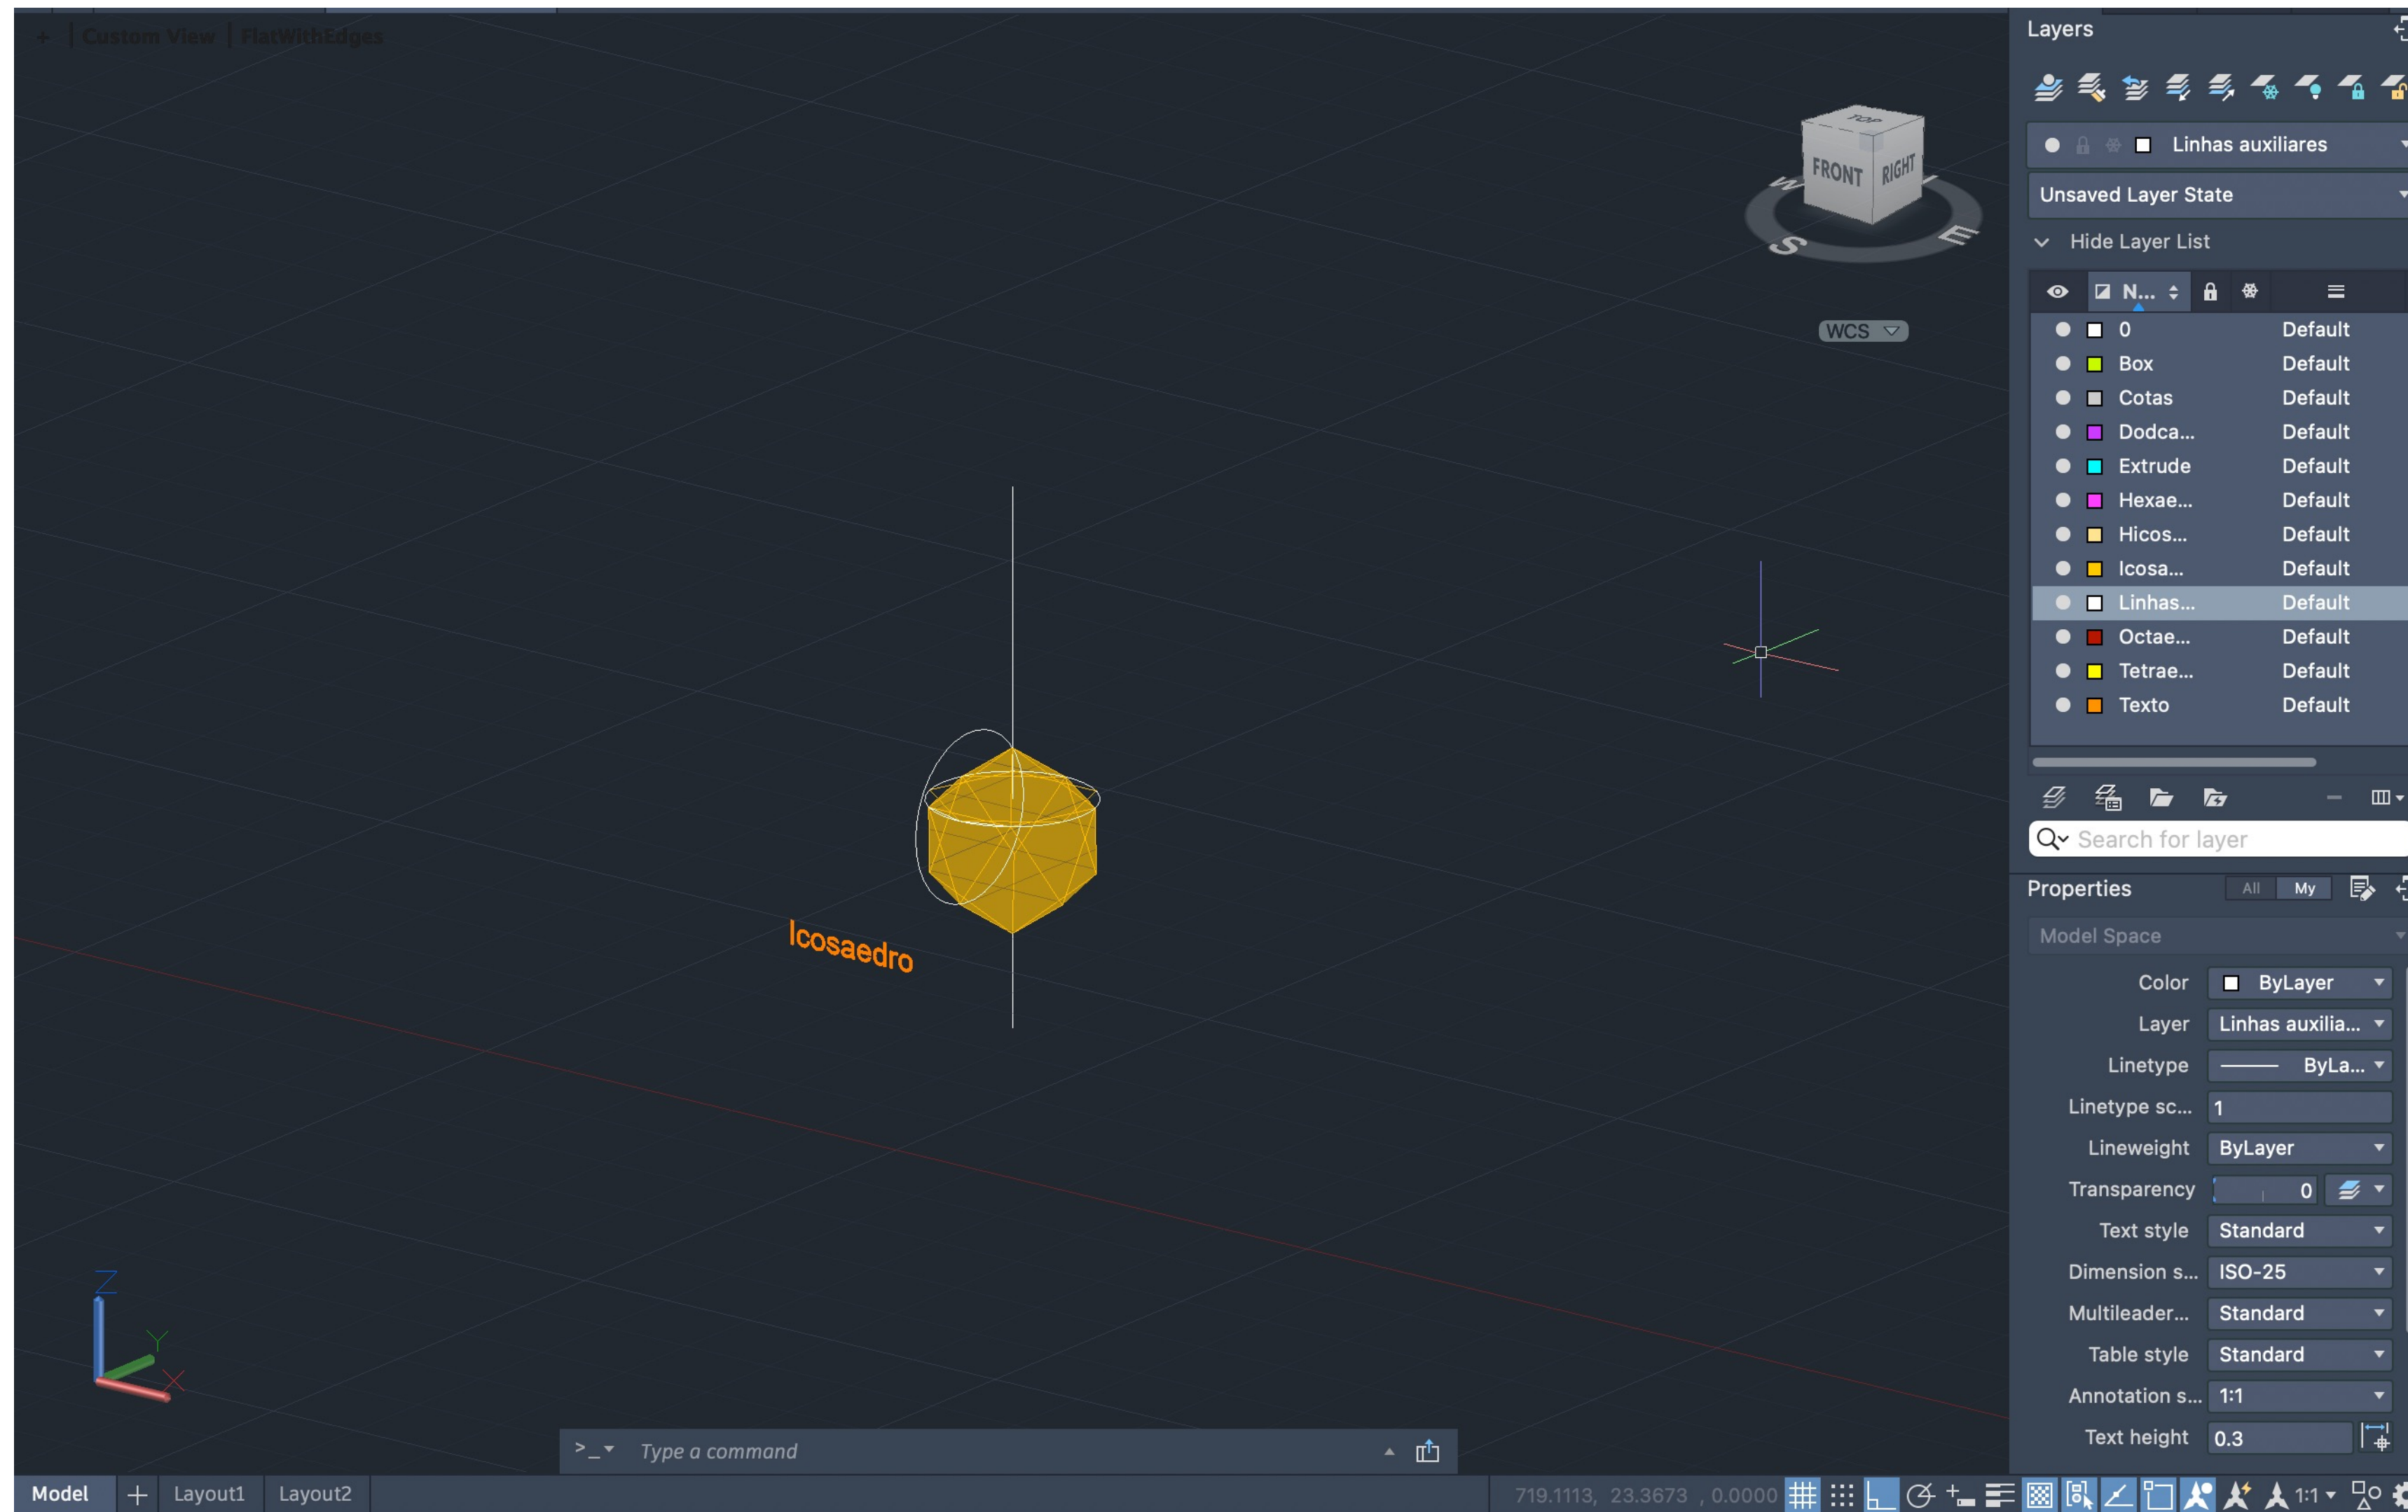 + | Custom View | FlatWithEdges
TOP
FRONT
RIGHT
W
S
E
WCS
Icosaedro
Z
Y
X
>_ Type a command
Model + Layout1 Layout2
719.1113, 23.3673 , 0.0000
1:1
Layers
Linhas auxiliares
Unsaved Layer State
Hide Layer List
N...
0 Default
Box Default
Cotas Default
Dodca... Default
Extrude Default
Hexae... Default
Hicos... Default
Icosa... Default
Linhas... Default
Octae... Default
Tetrae... Default
Texto Default
Search for layer
Properties All My
Model Space
Color ByLayer
Layer Linhas auxilia...
Linetype ByLa...
Linetype sc... 1
Lineweight ByLayer
Transparency 0
Text style Standard
Dimension s... ISO-25
Multileader... Standard
Table style Standard
Annotation s... 1:1
Text height 0.3